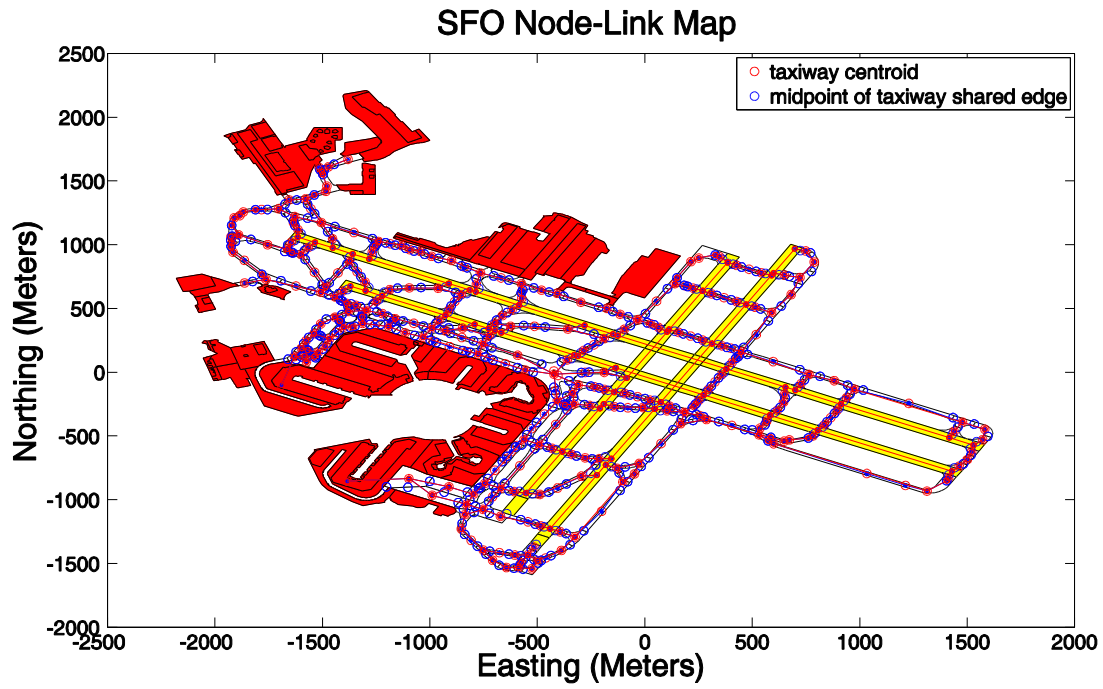 SFO Node-Link Map
taxiway centroid
midpoint of taxiway shared edge
Northing (Meters)
2500
2000
1500
1000
500
0
-500
-1000
-1500
-2000
-2500 -2000 -1500 -1000 -500 0 500 1000 1500 2000
Easting (Meters)